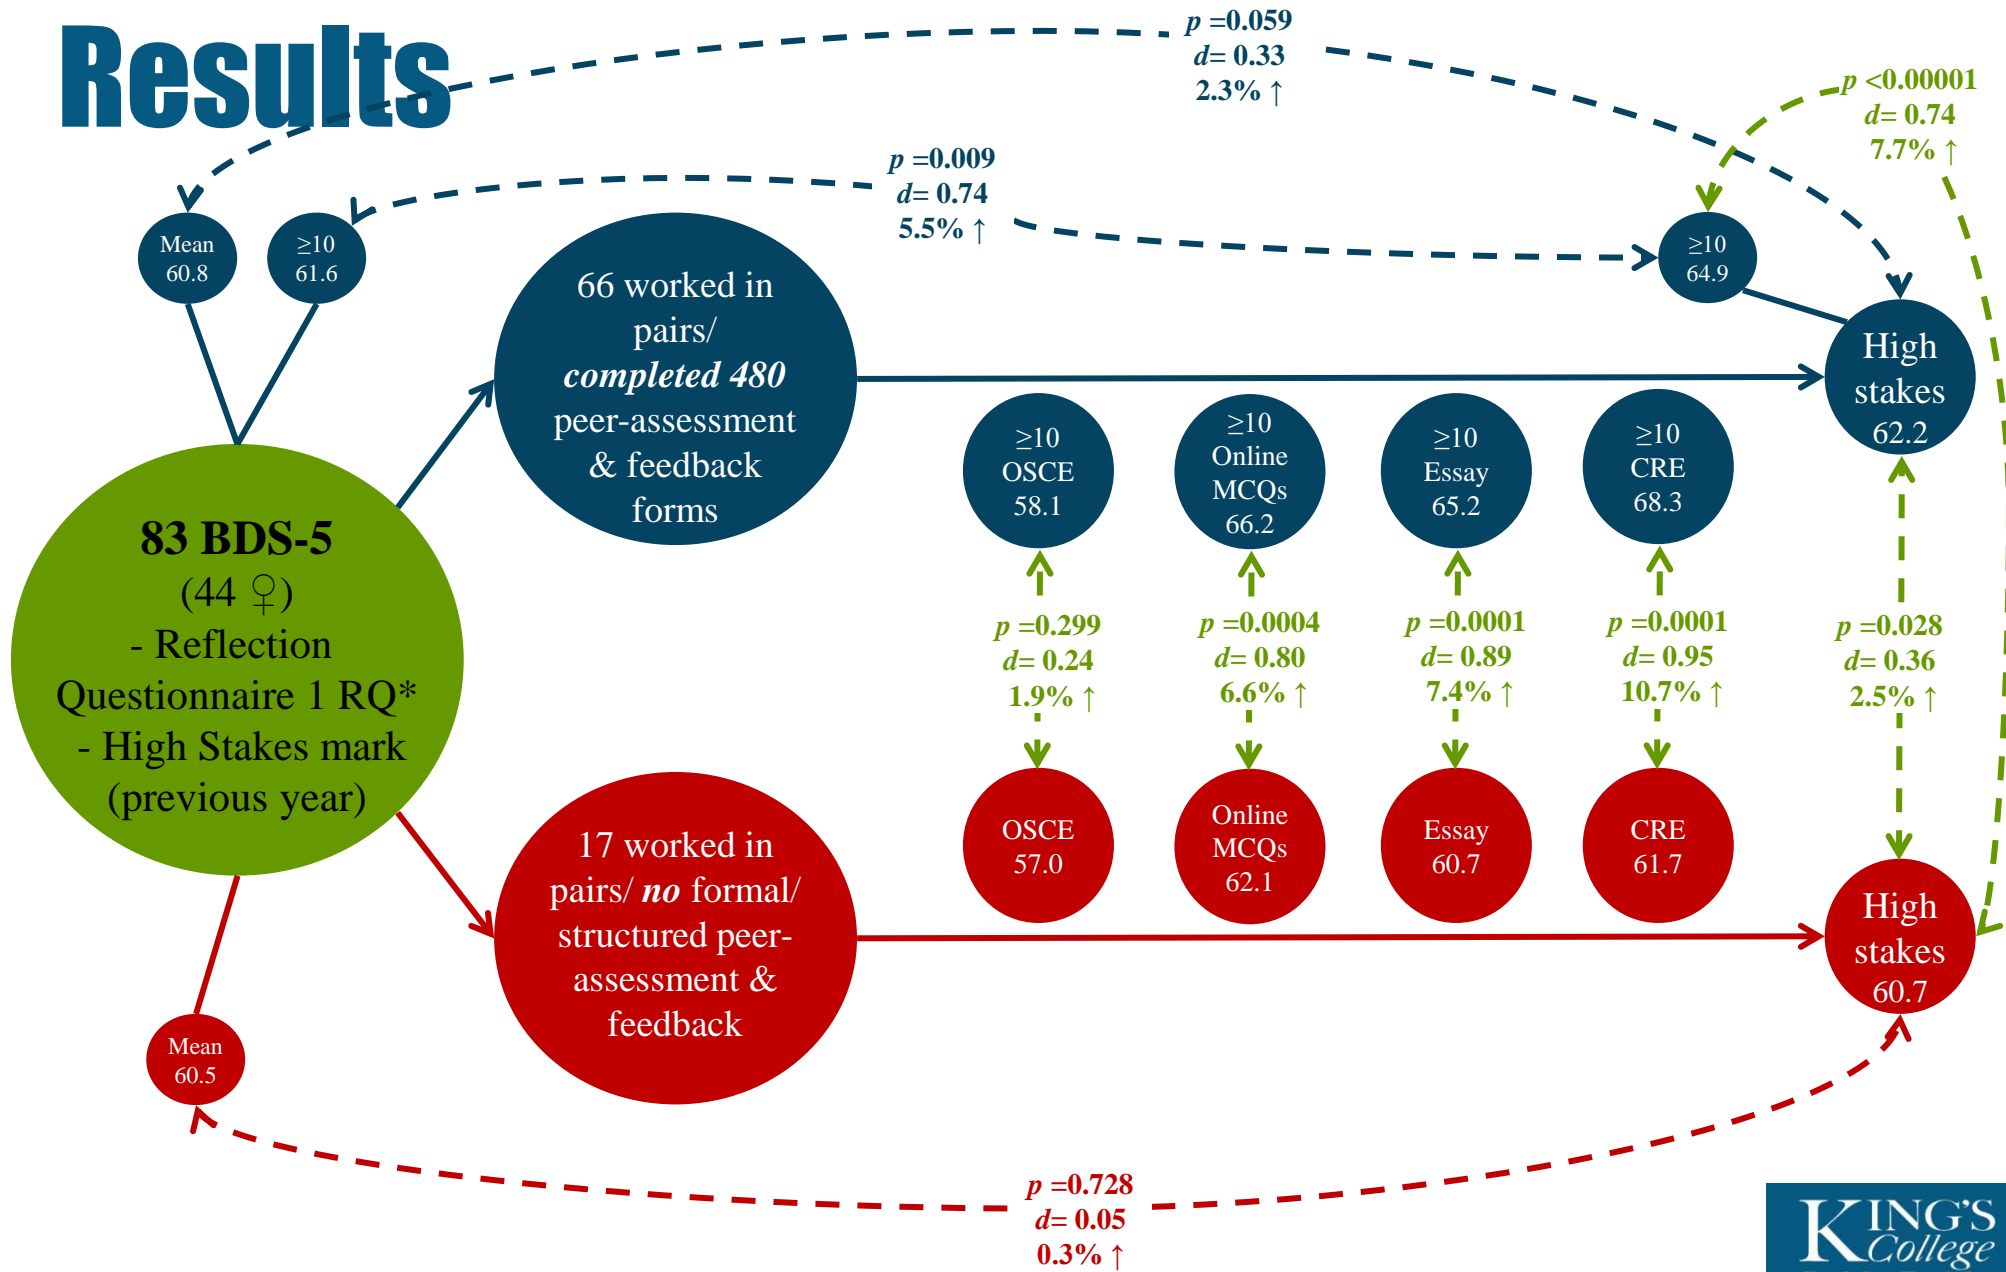 Results
p =0.059
d= 0.33
2.3% ↑
p <0.00001
d= 0.74
7.7% ↑
p =0.009
d= 0.74
5.5% ↑
Mean
60.8
≥10
61.6
≥10
64.9
66 worked in
pairs/
completed 480
peer-assessment
& feedback
forms
High
stakes
62.2
≥10
OSCE
58.1
≥10
Online
MCQs
66.2
≥10
Essay
65.2
≥10
CRE
68.3
83 BDS-5
(44 ♀)
- Reflection
Questionnaire 1 RQ*
- High Stakes mark
(previous year)
p =0.299
d= 0.24
1.9% ↑
p =0.0004
d= 0.80
6.6% ↑
p =0.0001
d= 0.89
7.4% ↑
p =0.0001
d= 0.95
10.7% ↑
p =0.028
d= 0.36
2.5% ↑
17 worked in
pairs/ no formal/
structured peer-
assessment &
feedback
OSCE
57.0
Online
MCQs
62.1
Essay
60.7
CRE
61.7
High
stakes
60.7
Mean
60.5
p =0.728
d= 0.05
0.3% ↑
KING'S
College